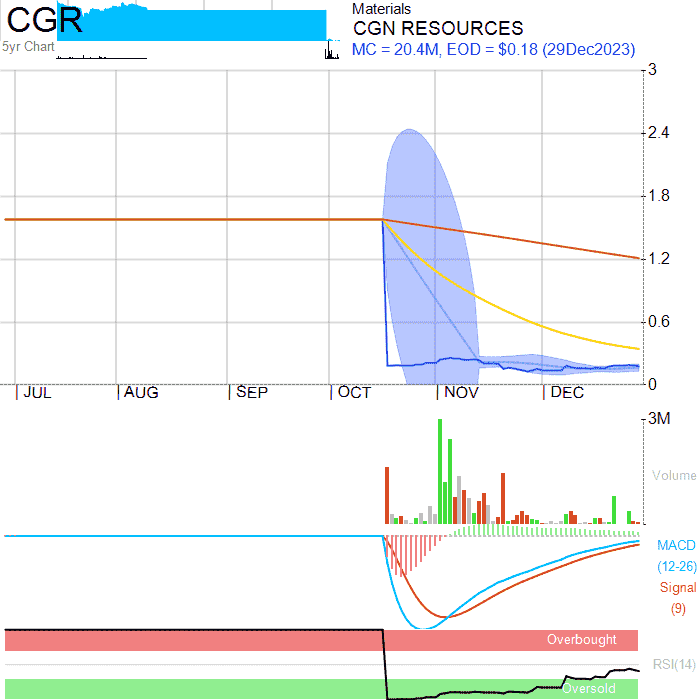 CGR
5yr Chart
Materials
CGN RESOURCES
MC = 20.4M, EOD = $0.18 (29Dec2023)
3
2.4
1.8
1.2
0.6
0
JUL AUG SEP OCT NOV DEC
3M
Volume
MACD
(12-26)
Signal
(9)
Overbought
RSI(14)
Oversold